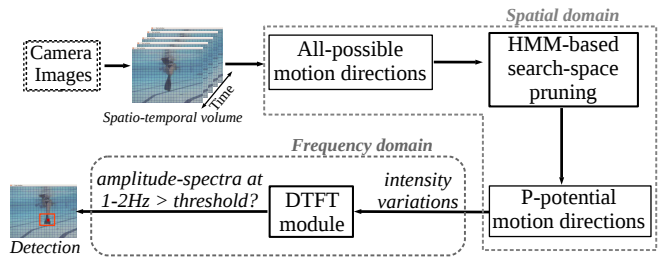 Spatial domain
Camera
Images
Time
Spatio-temporal volume
All-possible
motion directions
HMM-based
search-space
pruning
P-potential
motion directions
Frequency domain
intensity
variations
DTFT
module
amplitude-spectra at
1-2Hz > threshold?
Detection